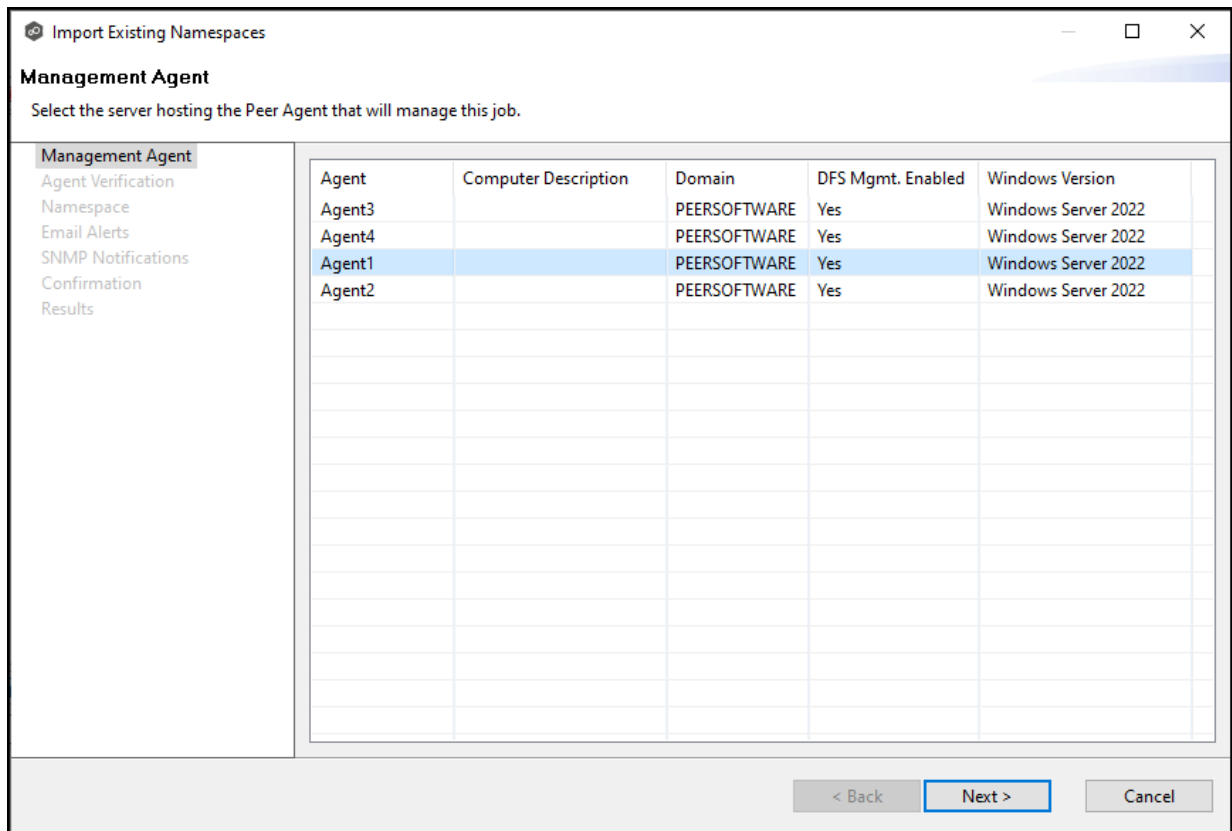 Import Existing Namespaces
Management Agent
Select the server hosting the Peer Agent that will manage this job.
Management Agent
Agent Verification
Namespace
Email Alerts
SNMP Notifications
Confirmation
Results
Agent Computer Description Domain DFS Mgmt. Enabled Windows Version
Agent3 PEERSOFTWARE Yes Windows Server 2022
Agent4 PEERSOFTWARE Yes Windows Server 2022
Agent1 PEERSOFTWARE Yes Windows Server 2022
Agent2 PEERSOFTWARE Yes Windows Server 2022
< Back Next > Cancel